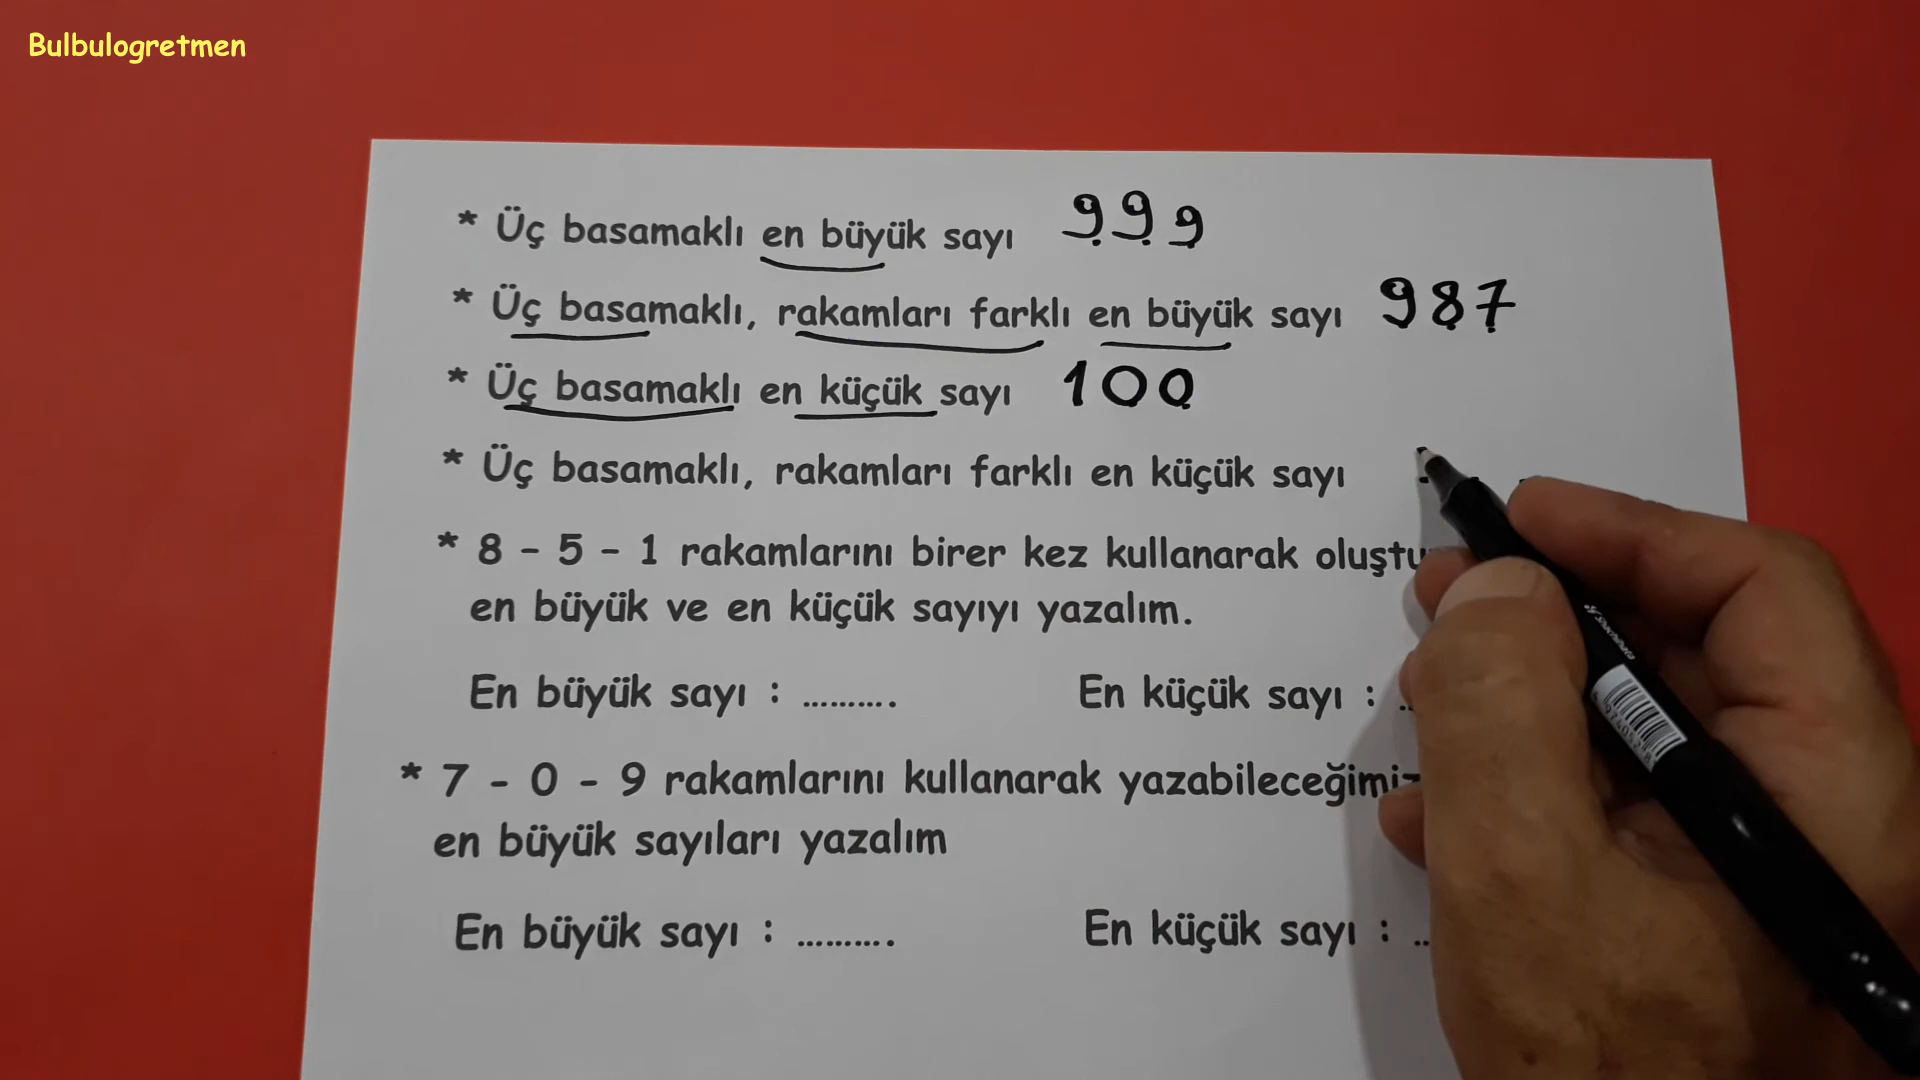 Bulbulogretmen
* Üç basamaklı en büyük sayı 999
* Üç basamaklı, rakamları farklı en büyük sayı 987
* Üç basamaklı en küçük sayı 100
* Üç basamaklı, rakamları farklı en küçük sayı
* 8 - 5 - 1 rakamlarını birer kez kullanarak
en büyük ve en küçük sayıyı yazalım.
En büyük sayı : .......... En küçük sayı : ..
* 7 - 0 - 9 rakamlarını kullanarak
en büyük sayıları yazalım
En büyük sayı : .......... En küçük sayı : ..